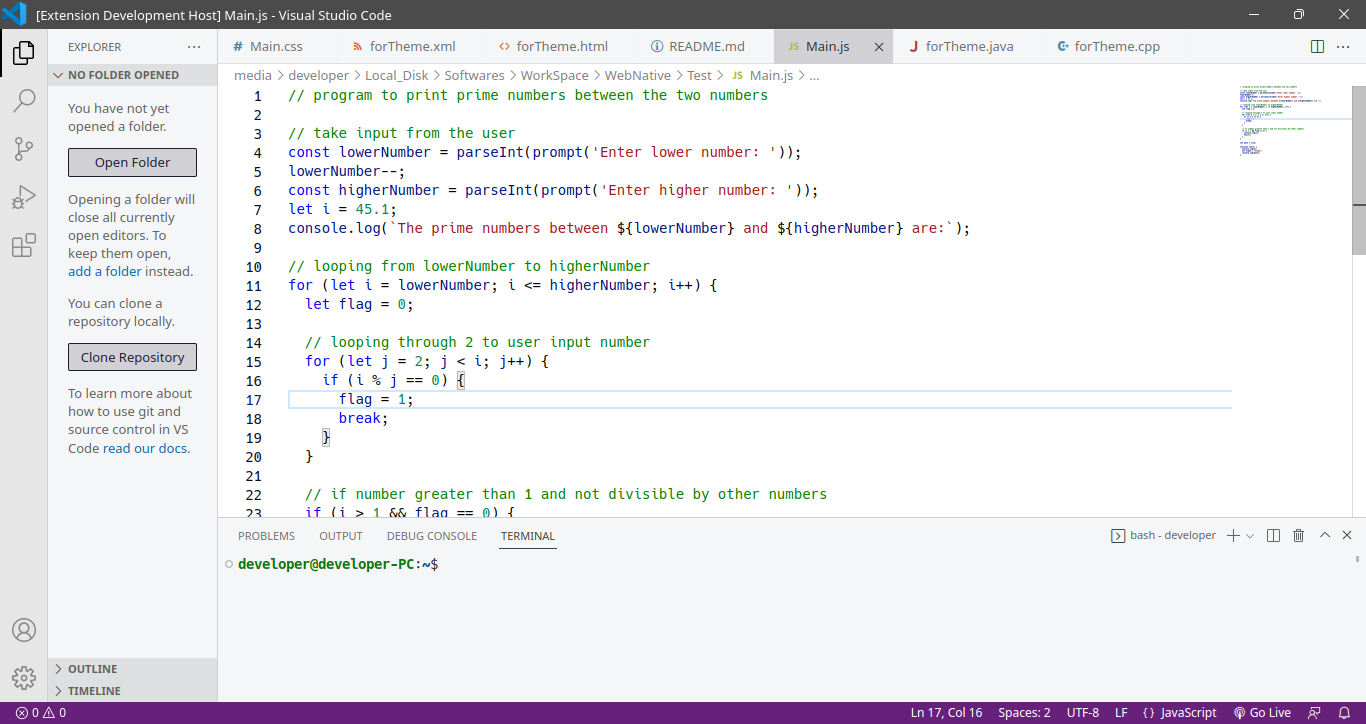 [Extension Development Host] Main.js - Visual Studio Code
EXPLORER
NO FOLDER OPENED
You have not yet
opened a folder.
Open Folder
Opening a folder will
close all currently
open editors. To
keep them open,
add a folder instead.
You can clone a
repository locally.
Clone Repository
To learn more about
how to use git and
source control in VS
Code read our docs.
OUTLINE
TIMELINE
# Main.css forTheme.xml <> forTheme.html README.md JS Main.js J forTheme.java forTheme.cpp
media > developer > Local_Disk > Softwares > WorkSpace > WebNative > Test > JS Main.js > ...
1 // program to print prime numbers between the two numbers
2
3 // take input from the user
4 const lowerNumber = parseInt(prompt('Enter lower number: '));
5 lowerNumber--;
6 const higherNumber = parseInt(prompt('Enter higher number: '));
7 let i = 45.1;
8 console.log(`The prime numbers between ${lowerNumber} and ${higherNumber} are:`);
9
10 // looping from lowerNumber to higherNumber
11 for (let i = lowerNumber; i <= higherNumber; i++) {
12 let flag = 0;
13
14 // looping through 2 to user input number
15 for (let j = 2; j < i; j++) {
16 if (i % j == 0) {
17 flag = 1;
18 break;
19 }
20 }
21
22 // if number greater than 1 and not divisible by other numbers
23 if (i > 1 && flag == 0) {
PROBLEMS OUTPUT DEBUG CONSOLE TERMINAL
bash - developer
developer@developer-PC:~$
0 0
Ln 17, Col 16 Spaces: 2 UTF-8 LF {} JavaScript Go Live